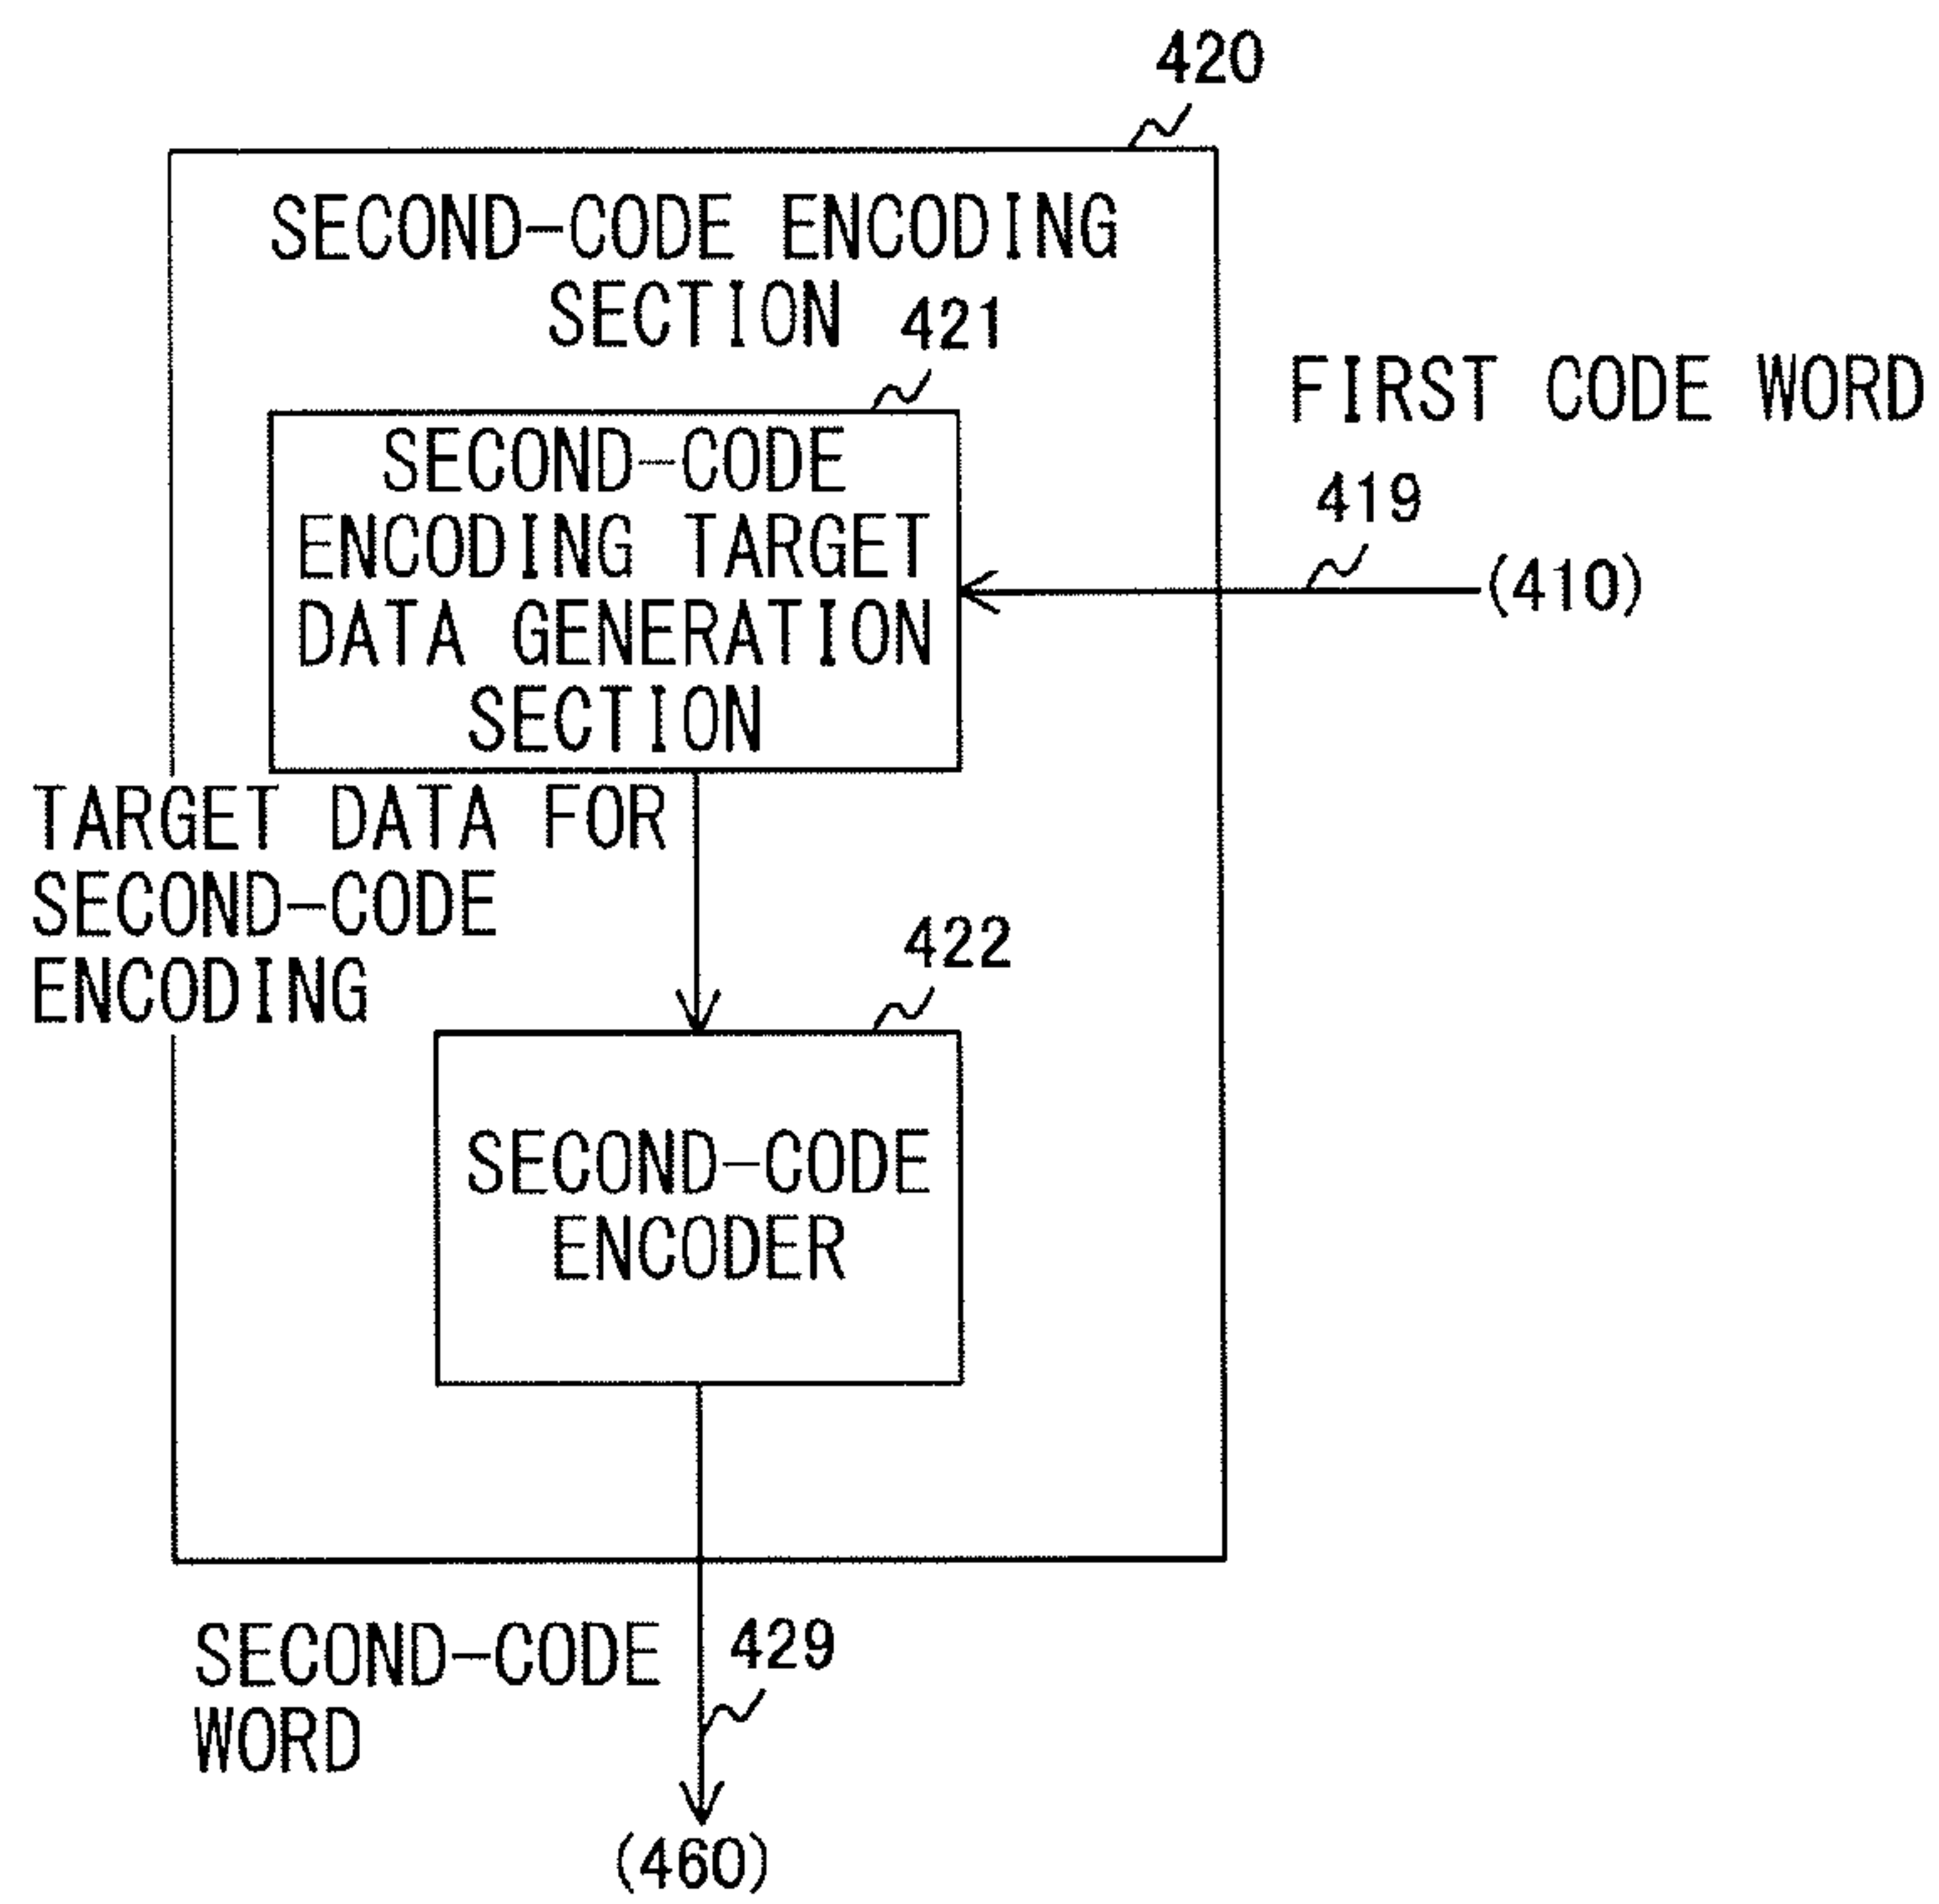 420
SECOND-CODE ENCODING
SECTION
421
FIRST CODE WORD
SECOND-CODE
ENCODING TARGET
DATA GENERATION
SECTION
419
(410)
TARGET DATA FOR
SECOND-CODE
ENCODING
422
SECOND-CODE
ENCODER
SECOND-CODE
WORD
429
(460)